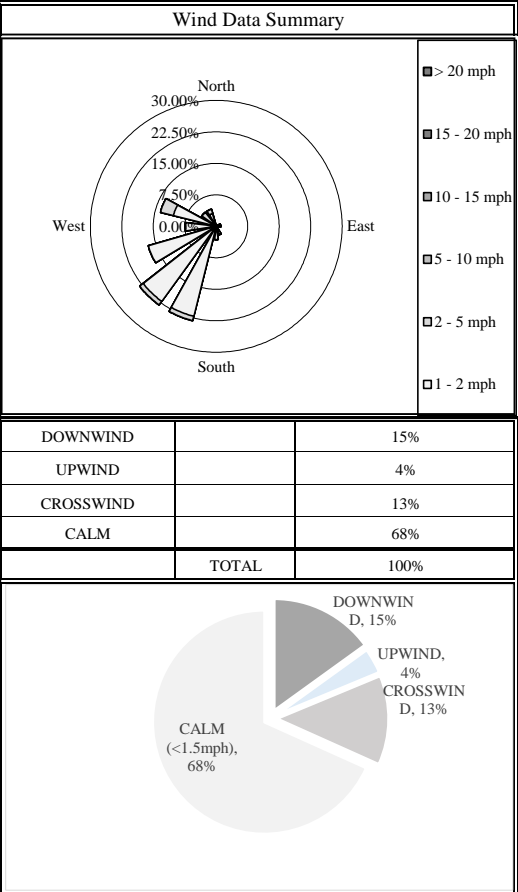 Wind Data Summary
North
30.00%
22.50%
15.00%
7.50%
0.00%
West
East
South
> 20 mph
15 - 20 mph
10 - 15 mph
5 - 10 mph
2 - 5 mph
1 - 2 mph
DOWNWIND 15%
UPWIND 4%
CROSSWIND 13%
CALM 68%
TOTAL 100%
DOWNWIN
D, 15%
UPWIND,
4%
CROSSWIN
D, 13%
CALM
(<1.5mph),
68%